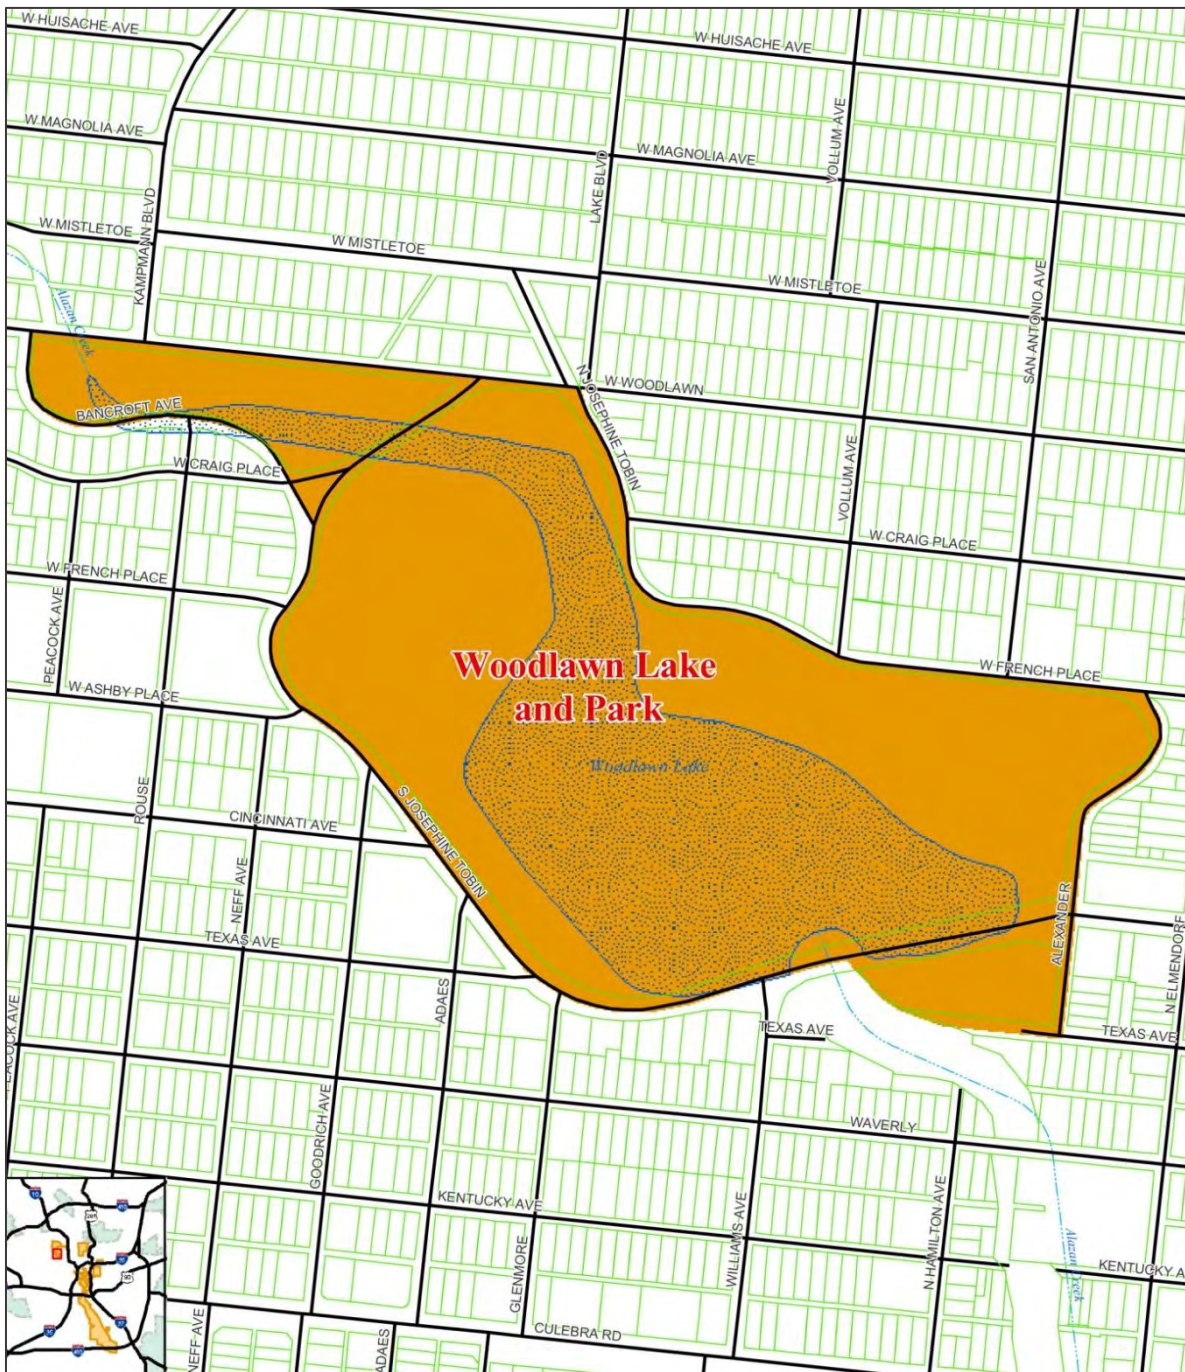 W HUISACHE AVE
W HUISACHE AVE
W MAGNOLIA AVE
W MAGNOLIA AVE
VOLLUM AVE
LAKE BLVD
KAMPMANN BLVD
W MISTLETOE
W MISTLETOE
W MISTLETOE
SAN ANTONIO AVE
Alazan Creek
N JOSEPHINE TOBIN
W WOODLAWN
BANCROFT AVE
W CRAIG PLACE
VOLLUM AVE
W CRAIG PLACE
W FRENCH PLACE
PEACOCK AVE
W ASHBY PLACE
Woodlawn Lake
and Park
W FRENCH PLACE
Woodlawn Lake
ROUSE
CINCINNATI AVE
S JOSEPHINE TOBIN
NEFF AVE
TEXAS AVE
ADAES
ALEXANDER
N ELMENDORF
TEXAS AVE
TEXAS AVE
PEACOCK AVE
GOODRICH AVE
WAVERLY
KENTUCKY AVE
GLENMORE
WILLIAMS AVE
N HAMILTON AVE
Alazan Creek
KENTUCKY A
CULEBRA RD
NEFF AVE
ADAES
10